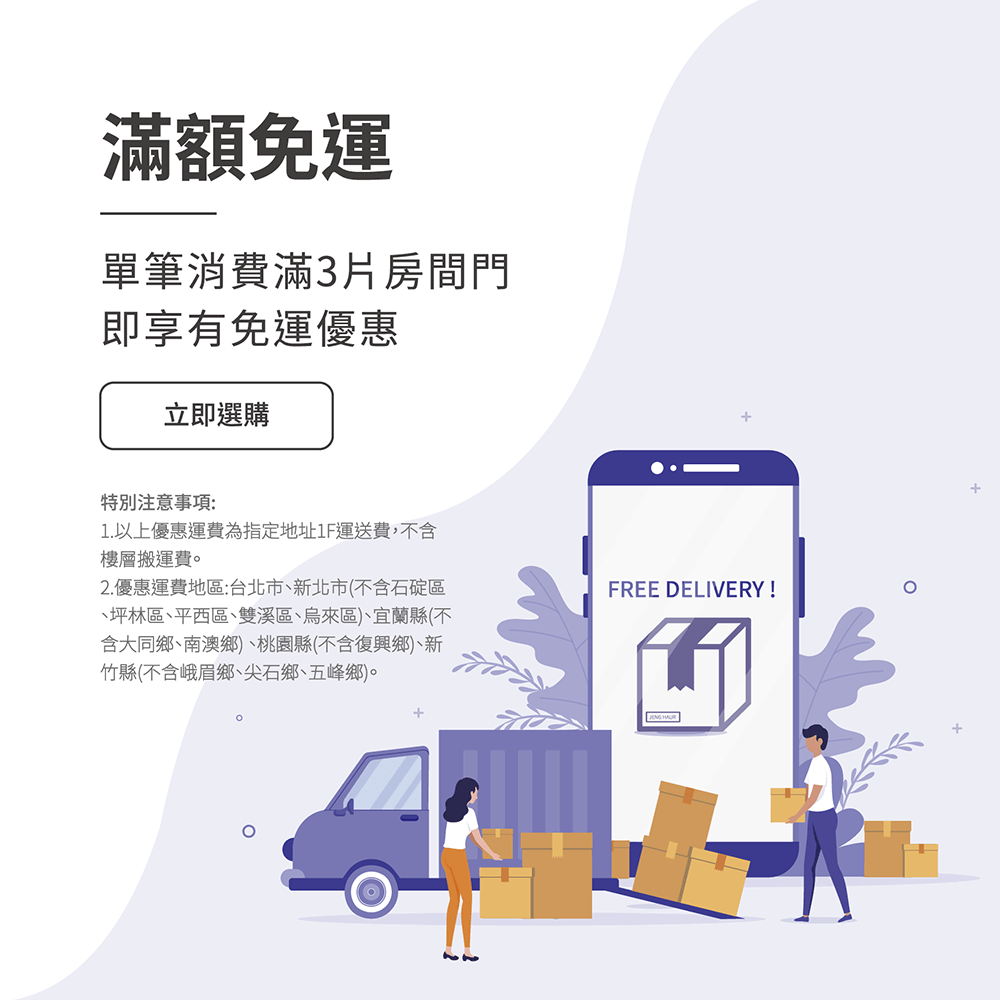 滿額免運
單筆消費滿3片房間門
即享有免運優惠
立即選購
特別注意事項:
1.以上優惠運費為指定地址1F運送費,不含
樓層搬運費。
2.優惠運費地區:台北市、新北市(不含石碇區
、坪林區、平西區、雙溪區、烏來區)、宜蘭縣(不
含大同鄉、南澳鄉)、桃園縣(不含復興鄉)、新
竹縣(不含峨眉鄉、尖石鄉、五峰鄉)。
FREE DELIVERY !
JENG HAUR